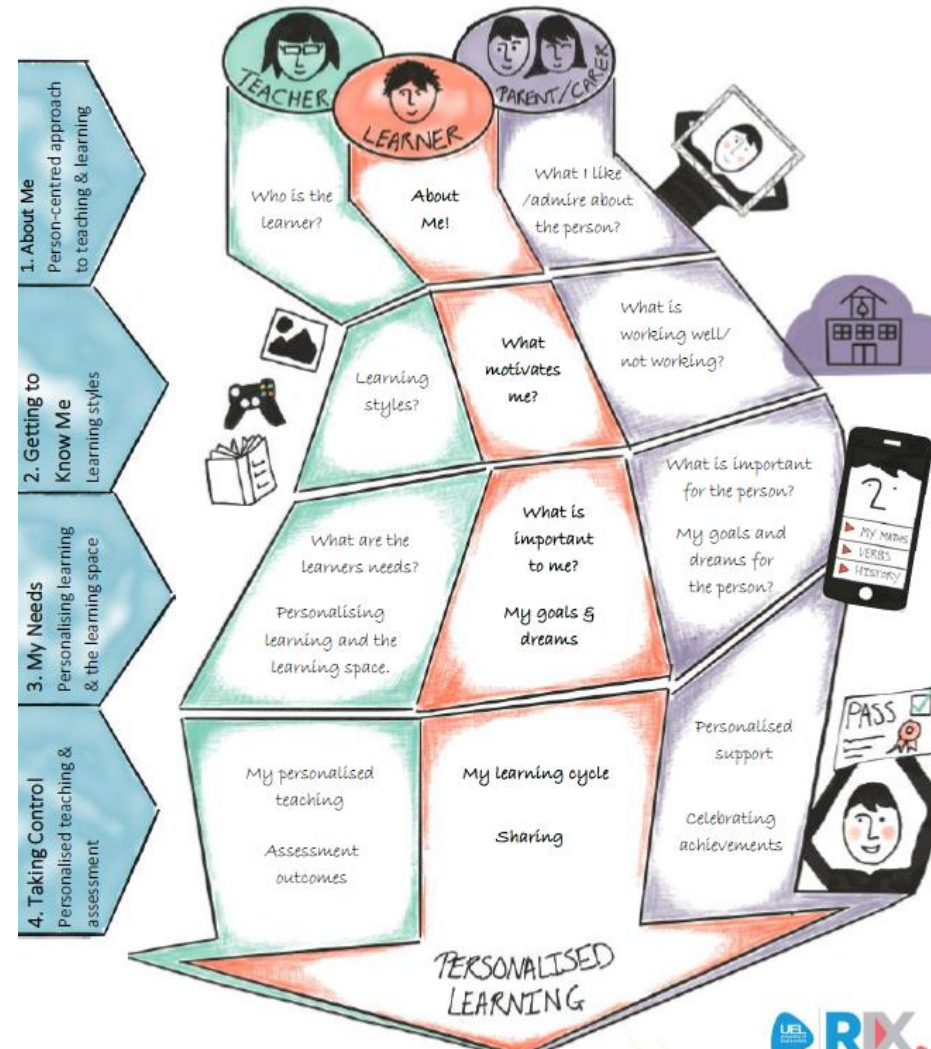 TEACHER
LEARNER
PARENT/CARER
1. About Me
Person-centred approach
to teaching & learning
Who is the
learner?
About
Me!
What I like
/admire about
the person?
2. Getting to
Know Me
Learning styles
Learning
styles?
What
motivates
me?
What is
working well/
not working?
3. My Needs
Personalising learning
& the learning space
What are the
learners needs?
Personalising
learning and the
learning space.
What is
important
to me?
My goals &
dreams
What is important
for the person?
My goals and
dreams for
the person?
MY MATHS
VERBS
HISTORY
4. Taking Control
Personalised teaching &
assessment
My personalised
teaching
Assessment
outcomes
My learning cycle
Sharing
Personalised
support
Celebrating
achievements
PASS
PERSONALISED
LEARNING
UEL
RIX